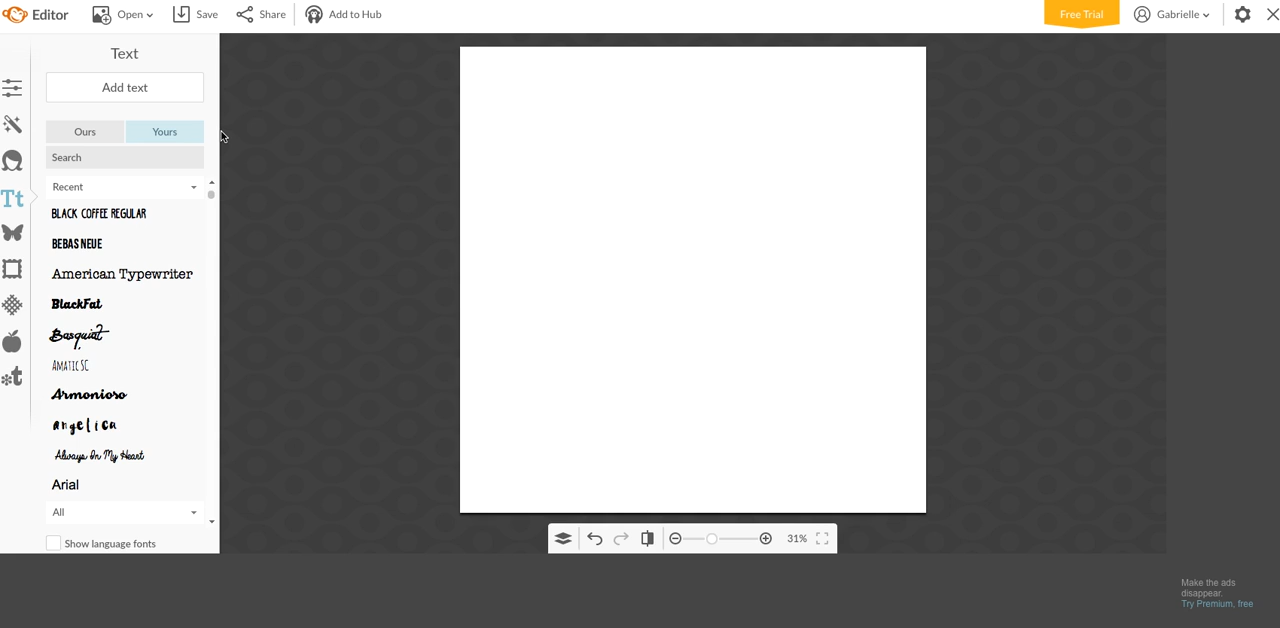 Editor Open Save Share Add to Hub Free Trial Gabrielle
Text
Add text
Ours Yours
Search
Recent
BLACK COFFEE REGULAR
BEBAS NEUE
American Typewriter
BlackFat
Basquiat
AMATIC SC
Armonioso
angelica
Always In My Heart
Arial
All
Show language fonts
Tt
t
31%
Make the ads
disappear.
Try Premium, free